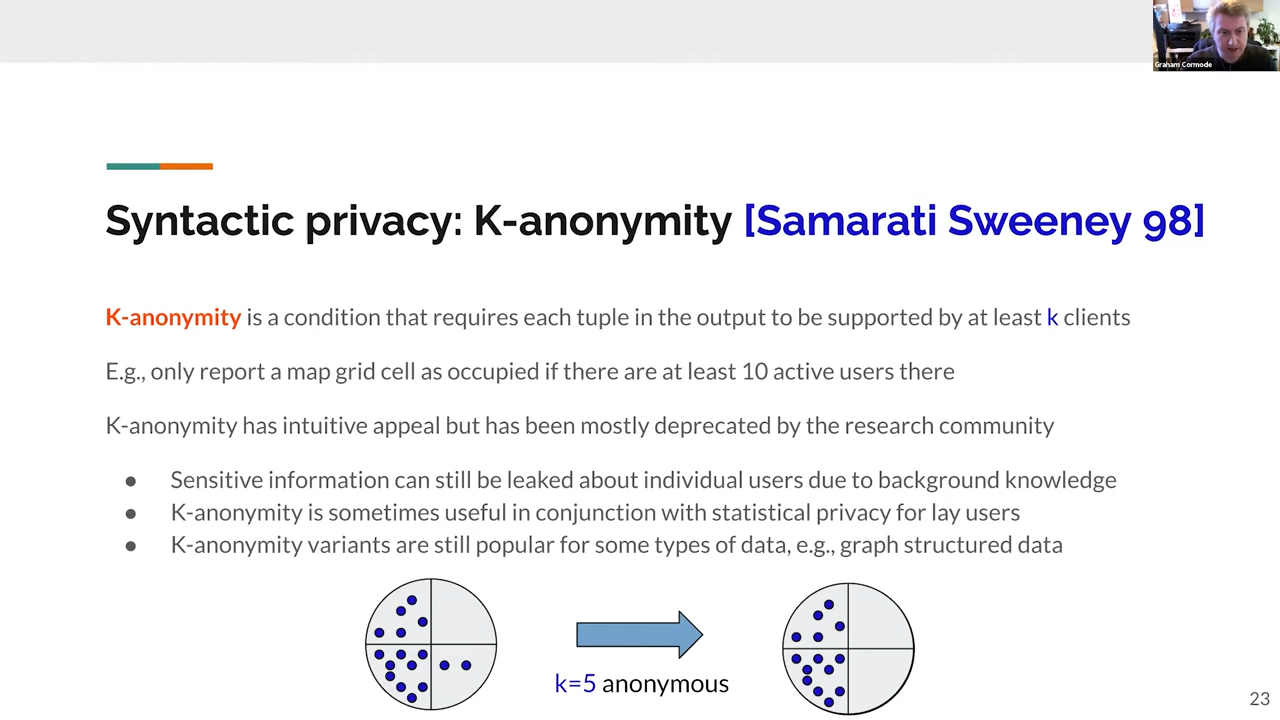 Graham Cormode
Syntactic privacy: K-anonymity [Samarati Sweeney 98]
K-anonymity is a condition that requires each tuple in the output to be supported by at least k clients
E.g., only report a map grid cell as occupied if there are at least 10 active users there
K-anonymity has intuitive appeal but has been mostly deprecated by the research community
● Sensitive information can still be leaked about individual users due to background knowledge
● K-anonymity is sometimes useful in conjunction with statistical privacy for lay users
● K-anonymity variants are still popular for some types of data, e.g., graph structured data
k=5 anonymous
23